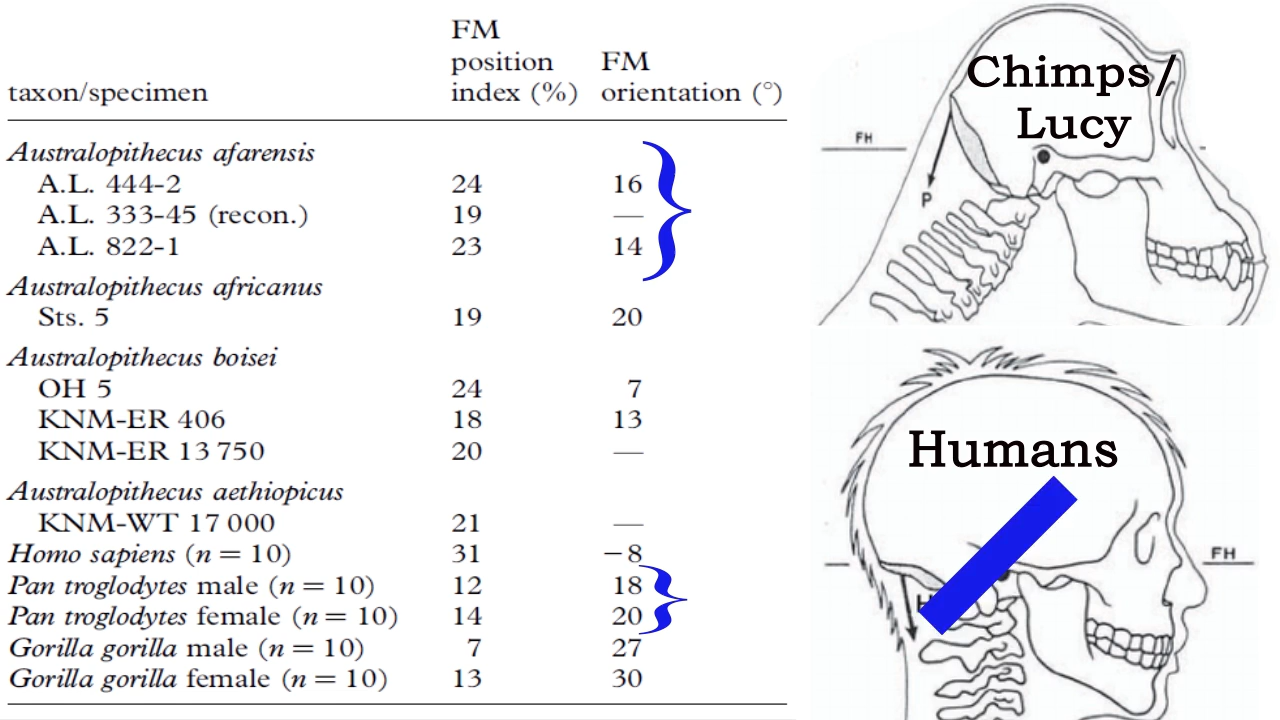 FM
position
index (%)
FM
orientation (°)
taxon/specimen
Australopithecus afarensis
A.L. 444-2 24 16
A.L. 333-45 (recon.) 19 —
A.L. 822-1 23 14
Australopithecus africanus
Sts. 5 19 20
Australopithecus boisei
OH 5 24 7
KNM-ER 406 18 13
KNM-ER 13 750 20 —
Australopithecus aethiopicus
KNM-WT 17 000 21 —
Homo sapiens (n = 10) 31 −8
Pan troglodytes male (n = 10) 12 18
Pan troglodytes female (n = 10) 14 20
Gorilla gorilla male (n = 10) 7 27
Gorilla gorilla female (n = 10) 13 30
Chimps/
Lucy
FH
P
Humans
FH